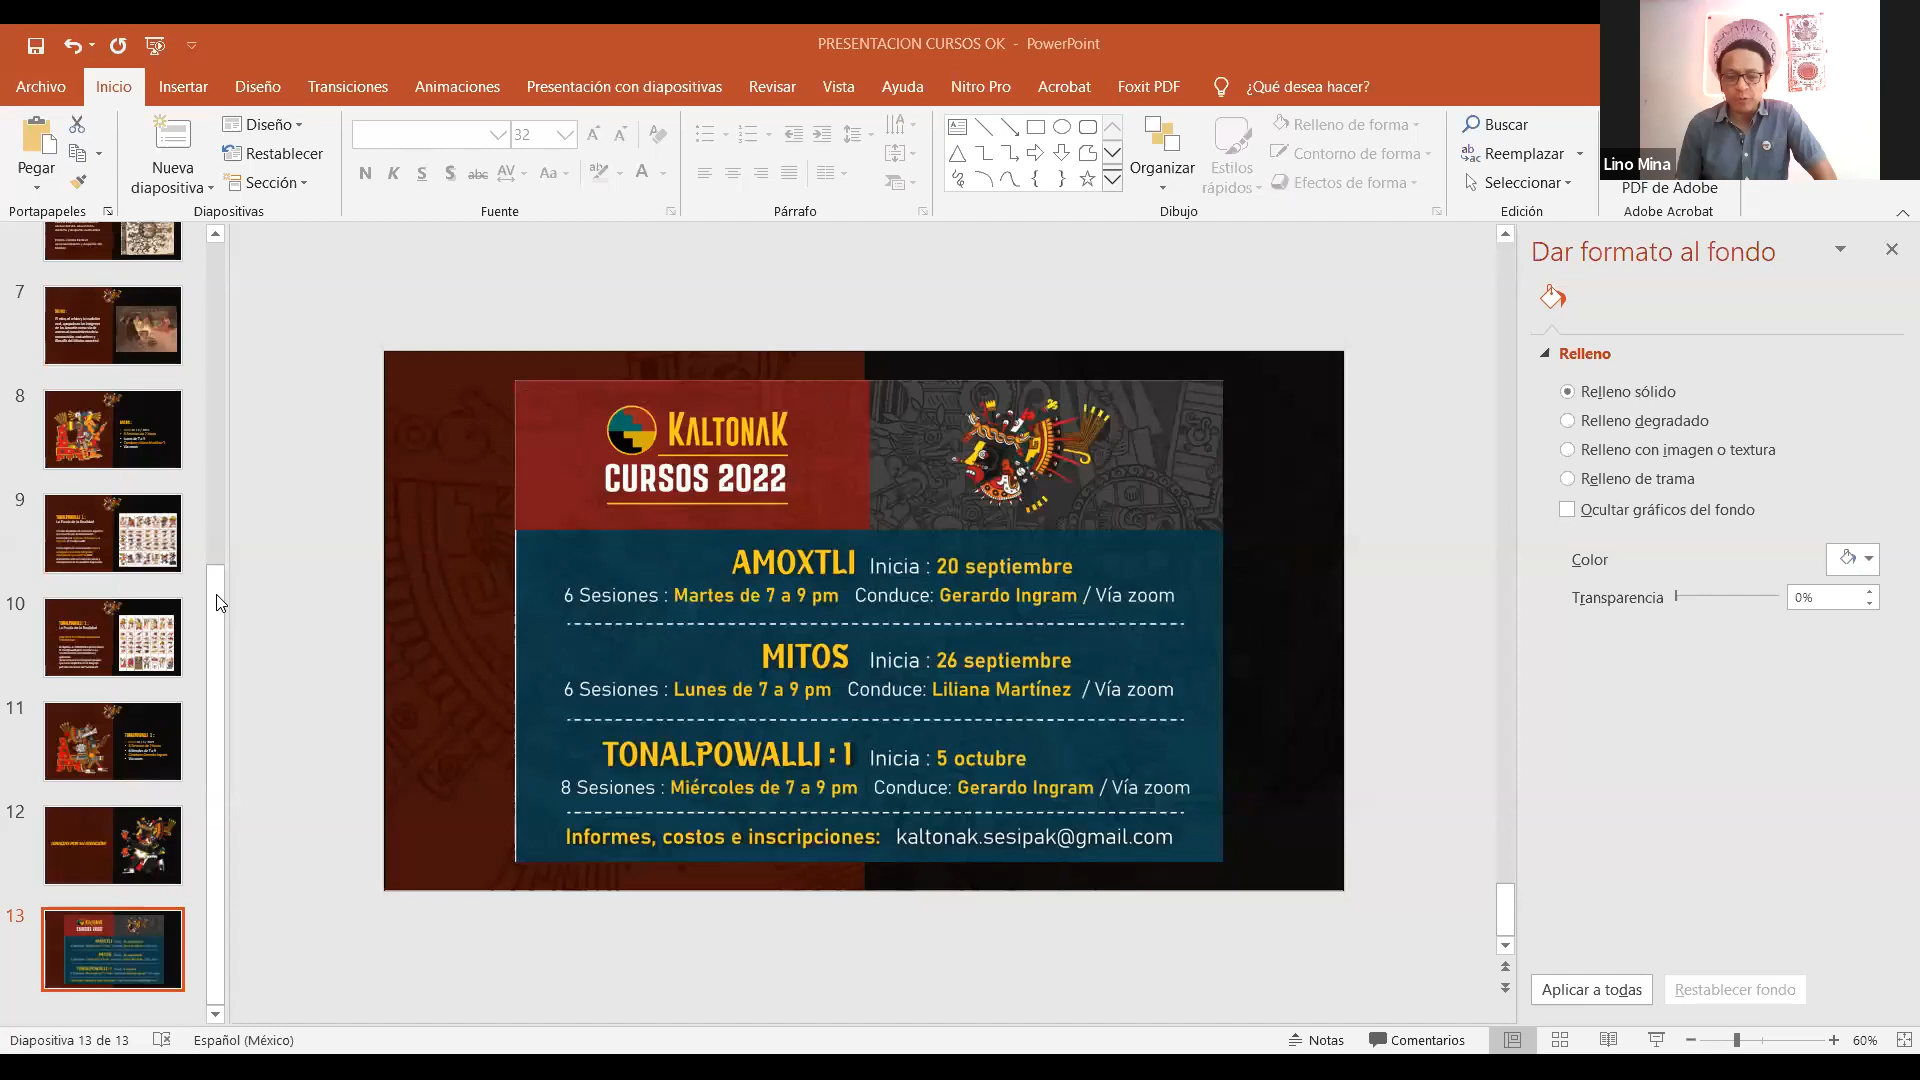 PRESENTACION CURSOS OK - PowerPoint
Archivo Inicio Insertar Diseño Transiciones Animaciones Presentación con diapositivas Revisar Vista Ayuda Nitro Pro Acrobat Foxit PDF ¿Qué desea hacer?
Pegar
Nueva diapositiva
Diseño
Restablecer
Sección
32
N K S S abc AV Aa A
Organizar
Estilos rápidos
Relleno de forma
Contorno de forma
Efectos de forma
Buscar
Reemplazar
Seleccionar
Lino Mina
PDF de Adobe
Portapapeles Diapositivas Fuente Párrafo Dibujo Edición Adobe Acrobat
7
8
9
10
11
12
13
KALTONAK
CURSOS 2022
AMOXTLI Inicia : 20 septiembre
6 Sesiones : Martes de 7 a 9 pm Conduce: Gerardo Ingram / Vía zoom
MITOS Inicia : 26 septiembre
6 Sesiones : Lunes de 7 a 9 pm Conduce: Liliana Martínez / Vía zoom
TONALPOWALLI : 1 Inicia : 5 octubre
8 Sesiones : Miércoles de 7 a 9 pm Conduce: Gerardo Ingram / Vía zoom
Informes, costos e inscripciones: kaltonak.sesipak@gmail.com
Dar formato al fondo
Relleno
Relleno sólido
Relleno degradado
Relleno con imagen o textura
Relleno de trama
Ocultar gráficos del fondo
Color
Transparencia 0%
Aplicar a todas Restablecer fondo
Diapositiva 13 de 13 Español (México) Notas Comentarios 60%